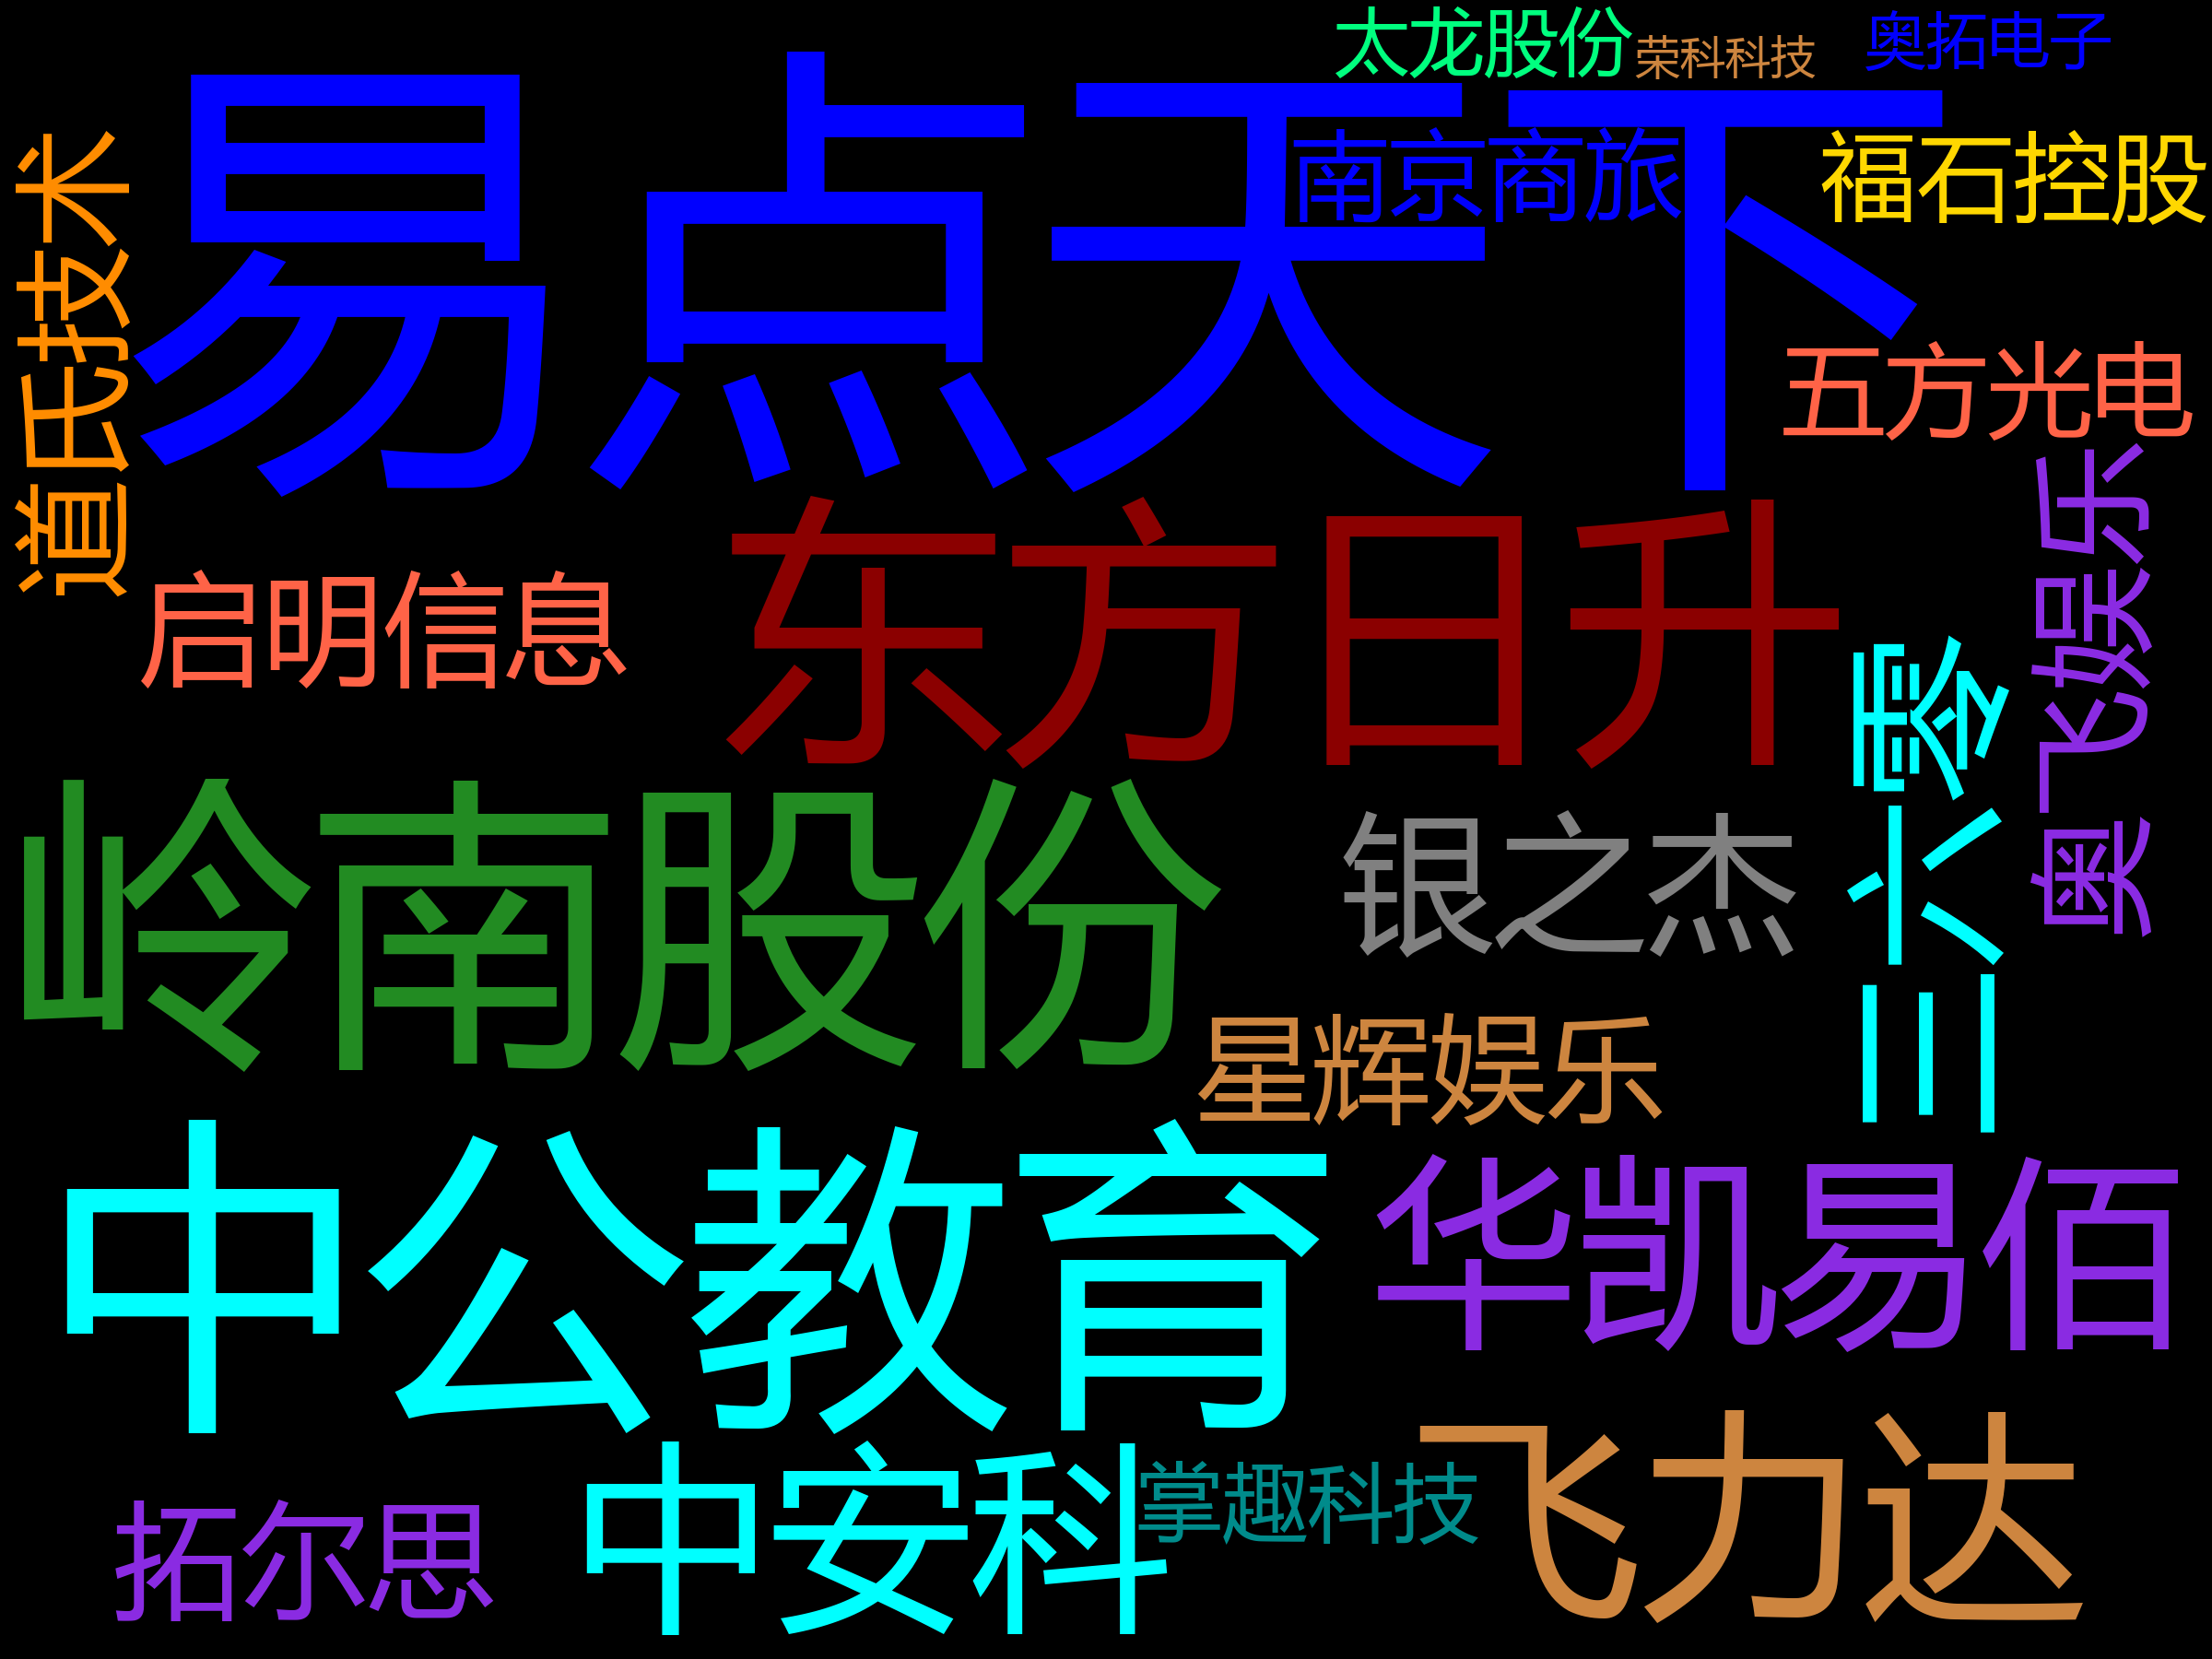 太龙股份
荣科科技
奥拓电子
易点天下
南京商旅
福石控股
道氏技术
五方光电
东方日升
启明信息
奥飞娱乐
三六零
岭南股份
银之杰
星辉娱乐
中公教育
华凯易佰
飞力达
中安科
掌趣科技
拓尔思